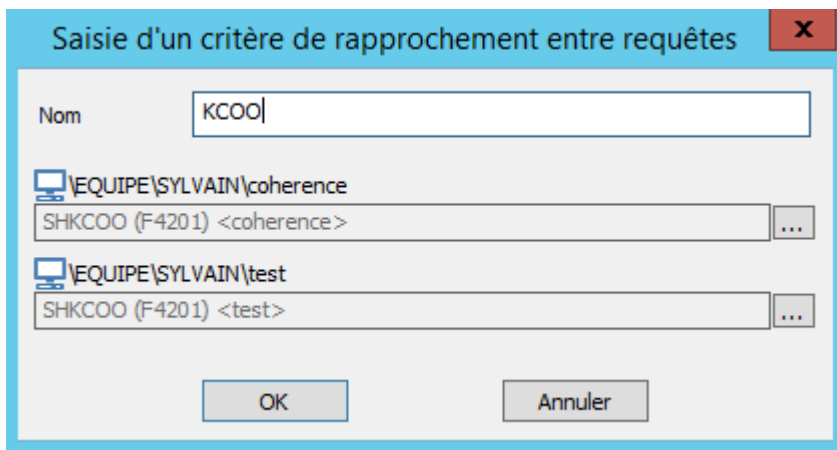 Saisie d'un critère de rapprochement entre requêtes
x
Nom KCOO
\EQUIPE\SYLVAIN\coherence
SHKCOO (F4201) <coherence> ...
\EQUIPE\SYLVAIN\test
SHKCOO (F4201) <test> ...
OK Annuler